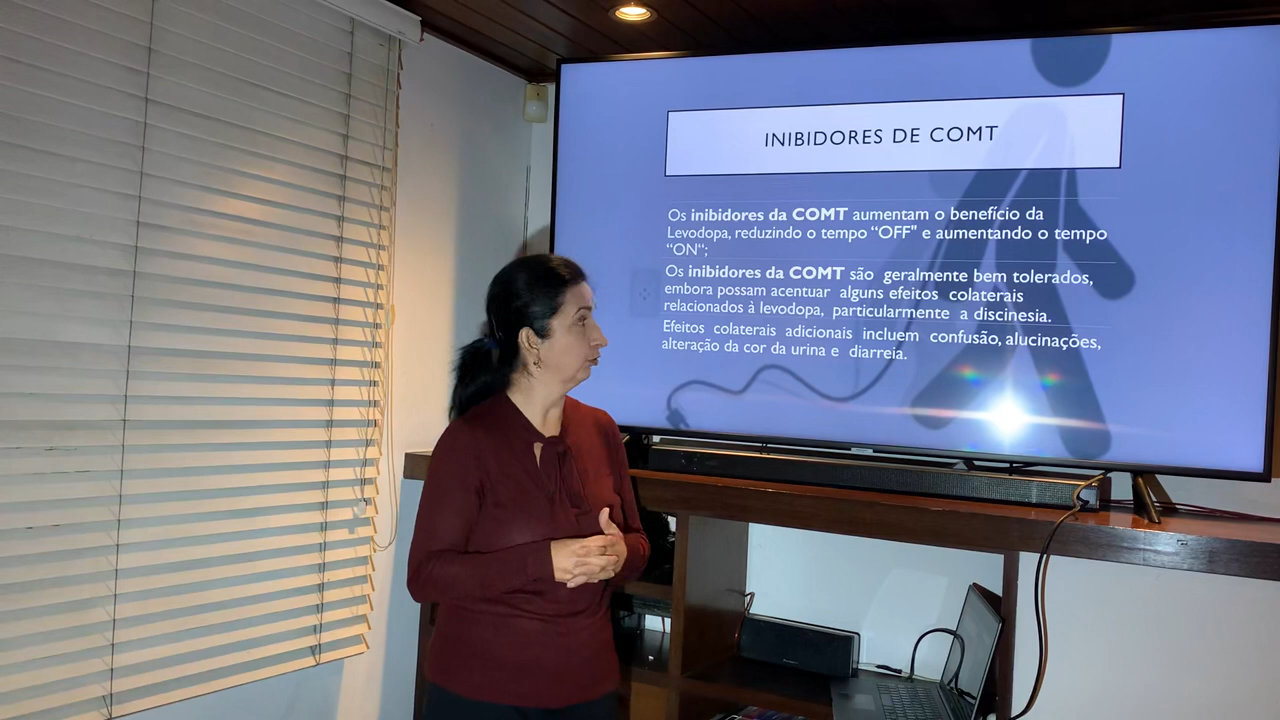 INIBIDORES DE COMT
Os inibidores da COMT aumentam o benefício da
Levodopa, reduzindo o tempo “OFF" e aumentando o tempo
“ON“;
Os inibidores da COMT são geralmente bem tolerados,
embora possam acentuar alguns efeitos colaterais
relacionados à levodopa, particularmente a discinesia.
Efeitos colaterais adicionais incluem confusão, alucinações,
alteração da cor da urina e diarreia.